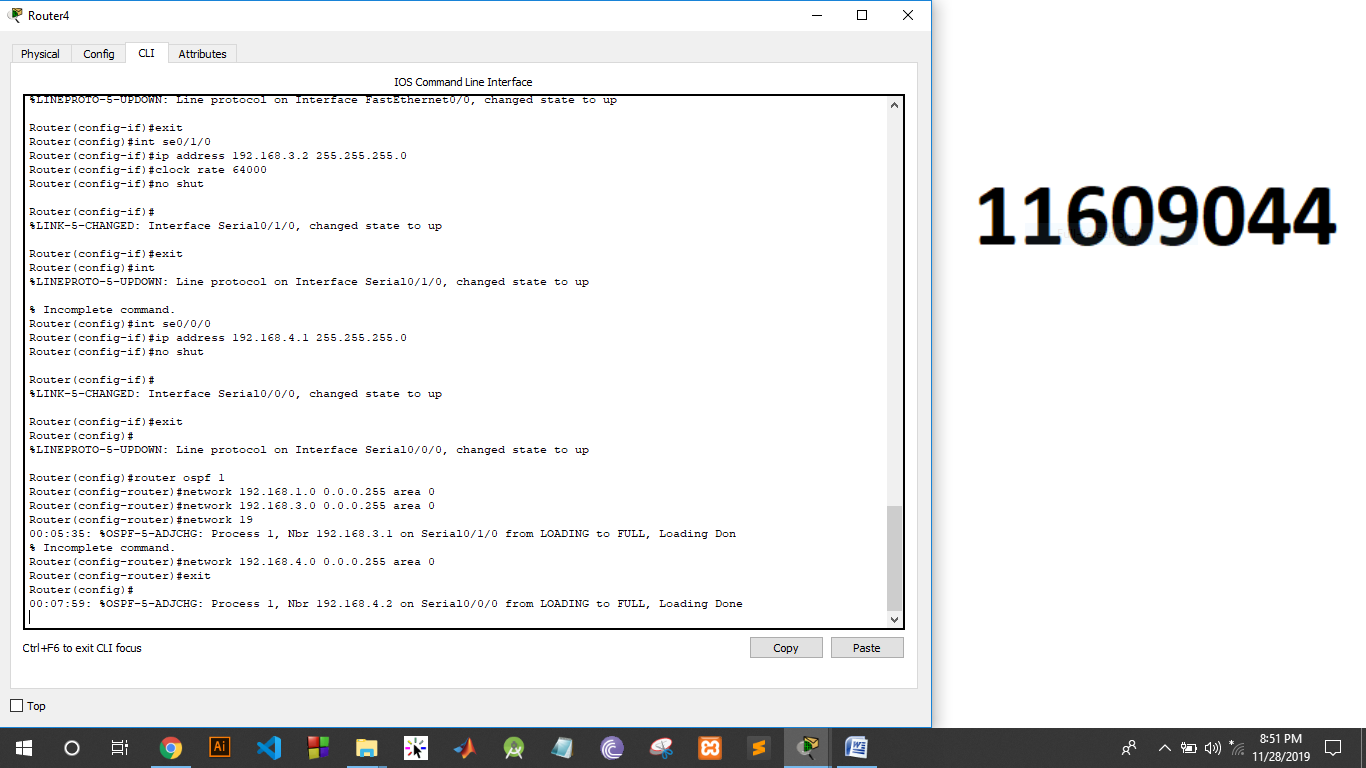 Router4
Physical
Config
CLI
Attributes
IOS Command Line Interface
%LINEPROTO-5-UPDOWN: Line protocol on Interface FastEthernet0/0, changed state to up
Router(config-if)#exit
Router(config)#int se0/1/0
Router(config-if)#ip address 192.168.3.2 255.255.255.0
Router(config-if)#clock rate 64000
Router(config-if)#no shut
Router(config-if)#
%LINK-5-CHANGED: Interface Serial0/1/0, changed state to up
Router(config-if)#exit
Router(config)#int
%LINEPROTO-5-UPDOWN: Line protocol on Interface Serial0/1/0, changed state to up
% Incomplete command.
Router(config)#int se0/0/0
Router(config-if)#ip address 192.168.4.1 255.255.255.0
Router(config-if)#no shut
Router(config-if)#
%LINK-5-CHANGED: Interface Serial0/0/0, changed state to up
Router(config-if)#exit
Router(config)#
%LINEPROTO-5-UPDOWN: Line protocol on Interface Serial0/0/0, changed state to up
Router(config)#router ospf 1
Router(config-router)#network 192.168.1.0 0.0.0.255 area 0
Router(config-router)#network 192.168.3.0 0.0.0.255 area 0
Router(config-router)#network 19
00:05:35: %OSPF-5-ADJCHG: Process 1, Nbr 192.168.3.1 on Serial0/1/0 from LOADING to FULL, Loading Don
% Incomplete command.
Router(config-router)#network 192.168.4.0 0.0.0.255 area 0
Router(config-router)#exit
Router(config)#
00:07:59: %OSPF-5-ADJCHG: Process 1, Nbr 192.168.4.2 on Serial0/0/0 from LOADING to FULL, Loading Done
Ctrl+F6 to exit CLI focus
Copy
Paste
Top
11609044
Ai
8:51 PM
11/28/2019